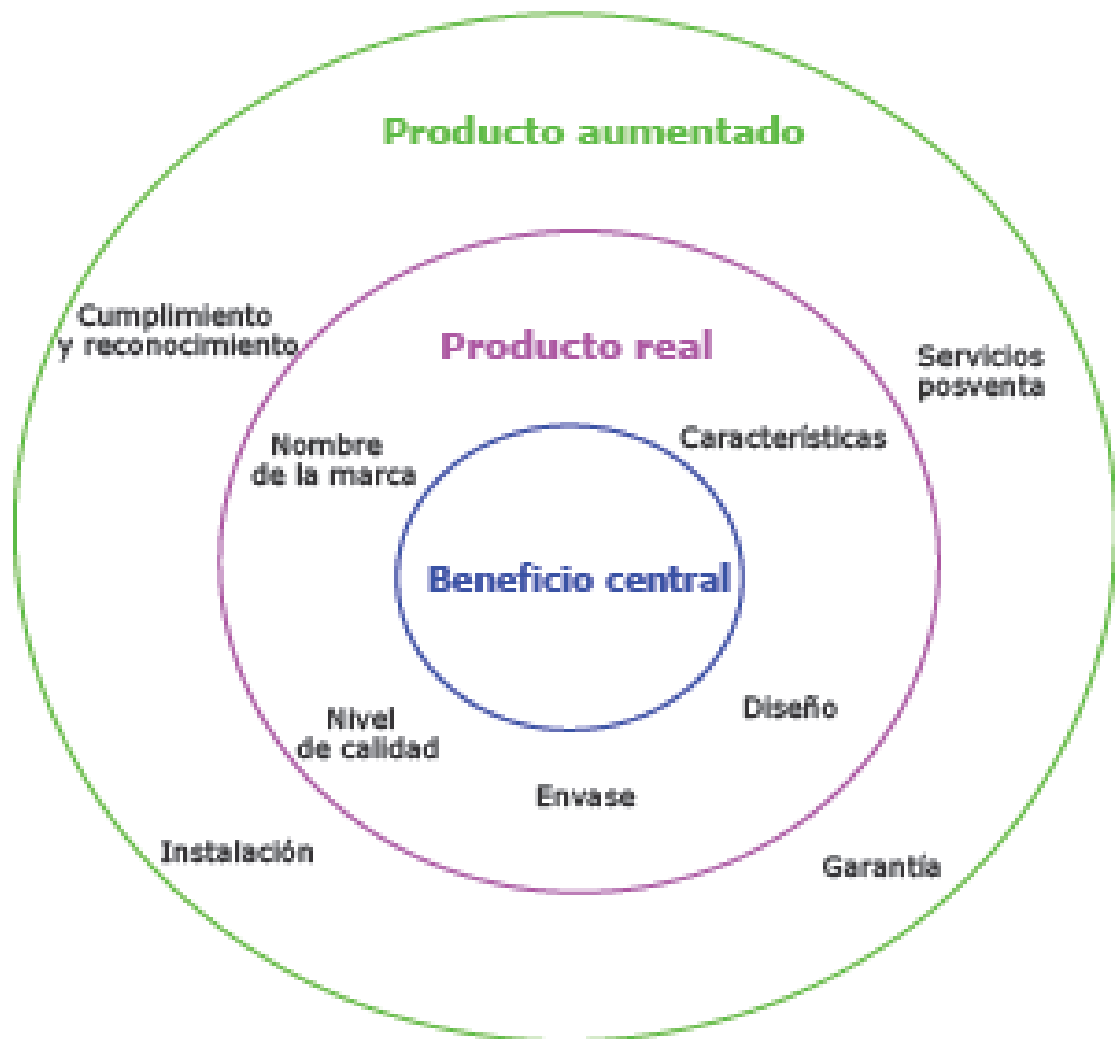 Producto aumentado
Cumplimiento
y reconocimiento
Producto real
Servicios
posventa
Nombre
de la marca
Características
Beneficio central
Nivel
de calidad
Diseño
Envase
Instalación
Garantía